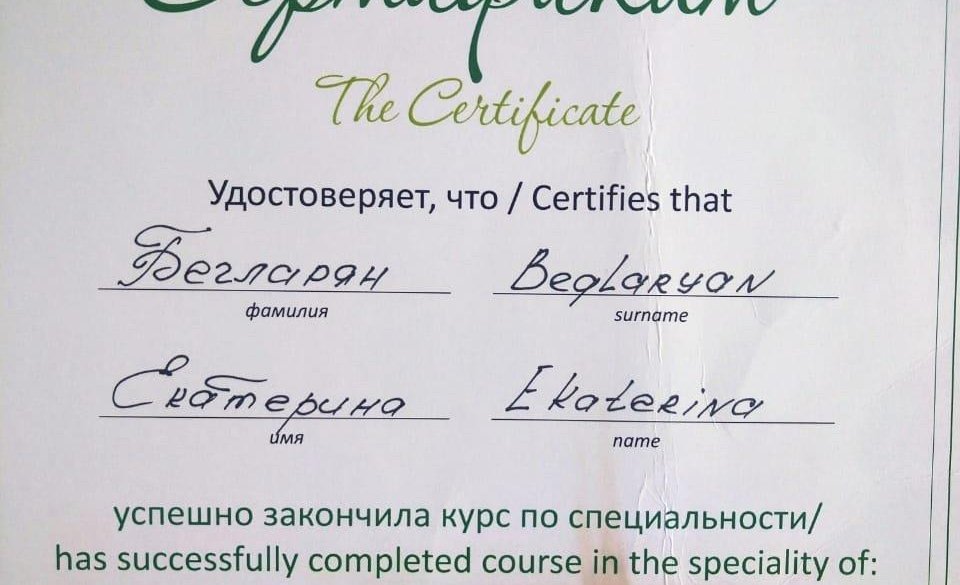 Сертификат
The Certificate
Удостоверяет, что / Certifies that
Бегларян Beglaryan
фамилия surname
Екатерина Ekaterina
имя name
успешно закончила курс по специальности/
has successfully completed course in the speciality of: